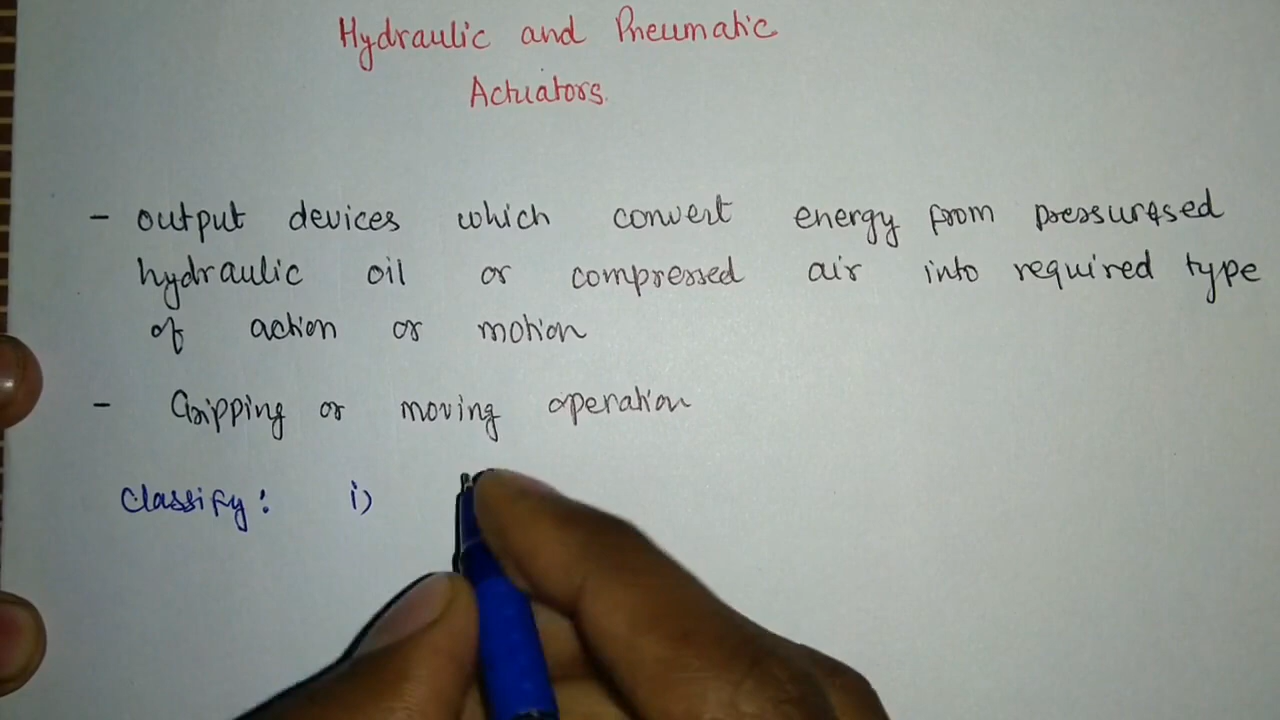 Hydraulic and Pneumatic
Actuators.
- output devices which convert energy from pressurised
hydraulic oil or compressed air into required type
of action or motion
- Gripping or moving operation
Classify: i)